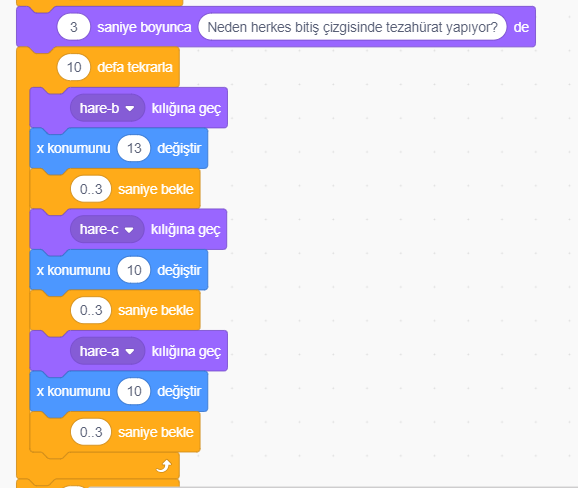 3 saniye boyunca Neden herkes bitiş çizgisinde tezahürat yapıyor? de
10 defa tekrarla
hare-b kılığına geç
x konumunu 13 değiştir
0..3 saniye bekle
hare-c kılığına geç
x konumunu 10 değiştir
0..3 saniye bekle
hare-a kılığına geç
x konumunu 10 değiştir
0..3 saniye bekle